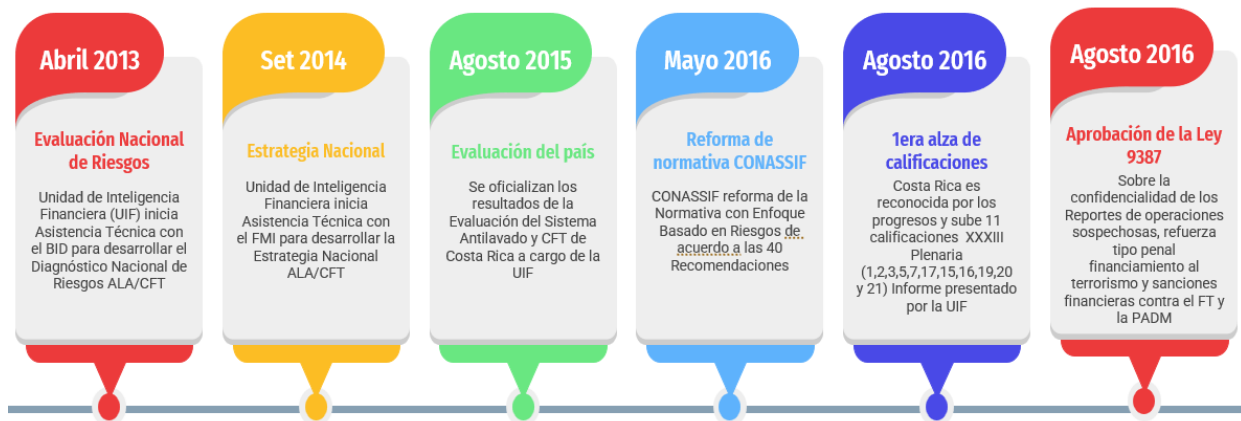 Abril 2013
Evaluación Nacional
de Riesgos
Unidad de Inteligencia
Financiera (UIF) inicia
Asistencia Técnica con
el BID para desarrollar el
Diagnóstico Nacional de
Riesgos ALA/CFT
Set 2014
Estrategia Nacional
Unidad de Inteligencia
Financiera inicia
Asistencia Técnica con
el FMI para desarrollar la
Estrategia Nacional
ALA/CFT
Agosto 2015
Evaluación del país
Se oficializan los
resultados de la
Evaluación del Sistema
Antilavado y CFT de
Costa Rica a cargo de la
UIF
Mayo 2016
Reforma de
normativa CONASSIF
CONASSIF reforma de la
Normativa con Enfoque
Basado en Riesgos de
acuerdo a las 40
Recomendaciones
Agosto 2016
1era alza de
calificaciones
Costa Rica es
reconocida por los
progresos y sube 11
calificaciones XXXIII
Plenaria
(1,2,3,5,7,17,15,16,19,20
y 21) Informe presentado
por la UIF
Agosto 2016
Aprobación de la Ley
9387
Sobre la
confidencialidad de los
Reportes de operaciones
sospechosas, refuerza
tipo penal
financiamiento al
terrorismo y sanciones
financieras contra el FT y
la PADM